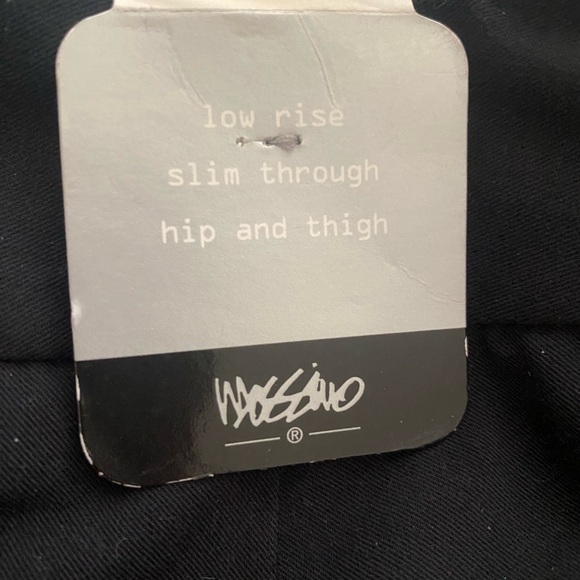 low rise
slim through
hip and thigh
mossimo
®